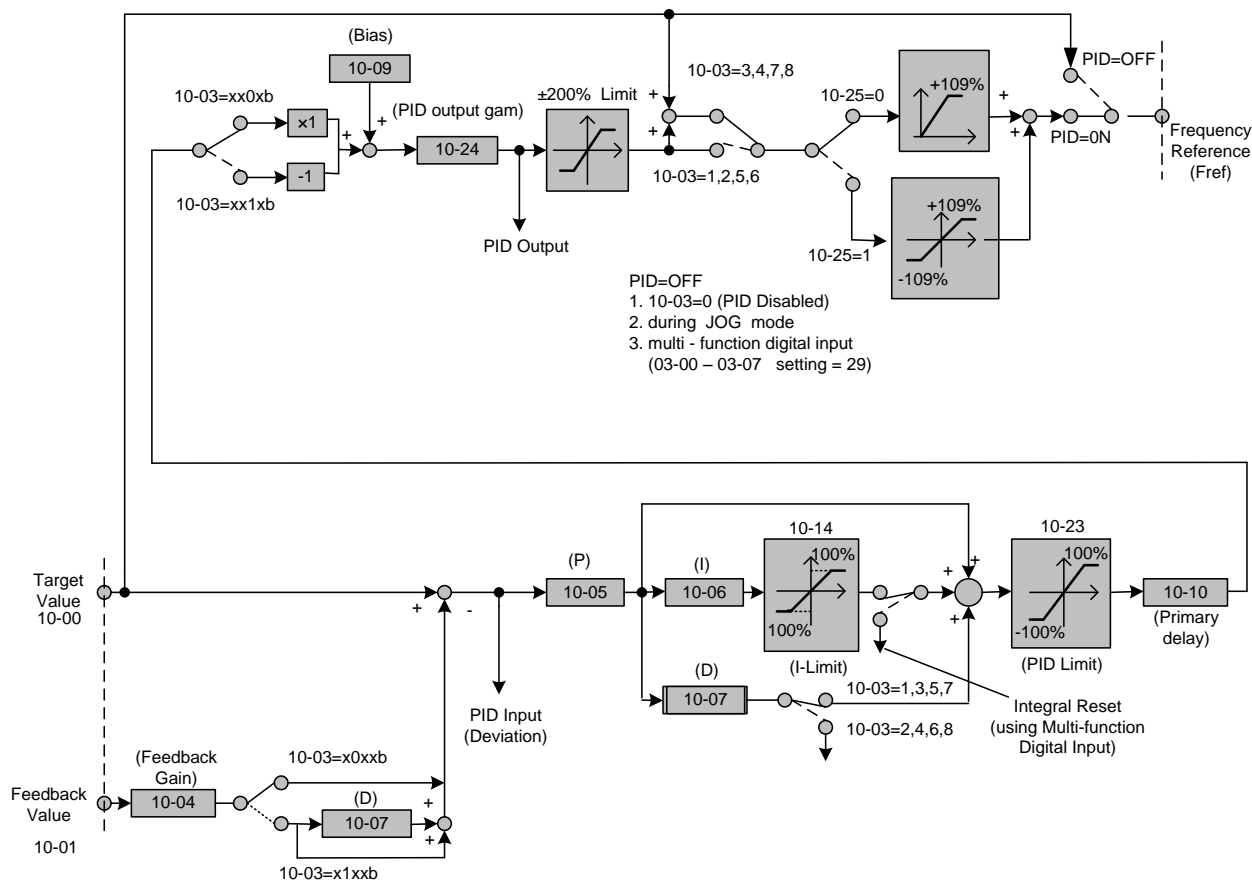 (Bias)
10-09
10-03=xx0xb
×1
-1
10-03=xx1xb
+
+
(PID output gam)
10-24
PID Output
±200% Limit
+
+
10-03=3,4,7,8
10-03=1,2,5,6
10-25=0
+109%
10-25=1
+109%
-109%
+
+
PID=OFF
PID=0N
Frequency
Reference
(Fref)
PID=OFF
1. 10-03=0 (PID Disabled)
2. during JOG mode
3. multi - function digital input
(03-00 – 03-07 setting = 29)
Target
Value
10-00
+
-
PID Input
(Deviation)
(P)
10-05
(I)
10-06
10-14
100%
100%
(I-Limit)
(D)
10-07
10-03=1,3,5,7
10-03=2,4,6,8
+
+
+
Integral Reset
(using Multi-function
Digital Input)
10-23
100%
-100%
(PID Limit)
10-10
(Primary
delay)
Feedback
Value
10-01
(Feedback
Gain)
10-04
10-03=x0xxb
(D)
10-07
+
+
10-03=x1xxb